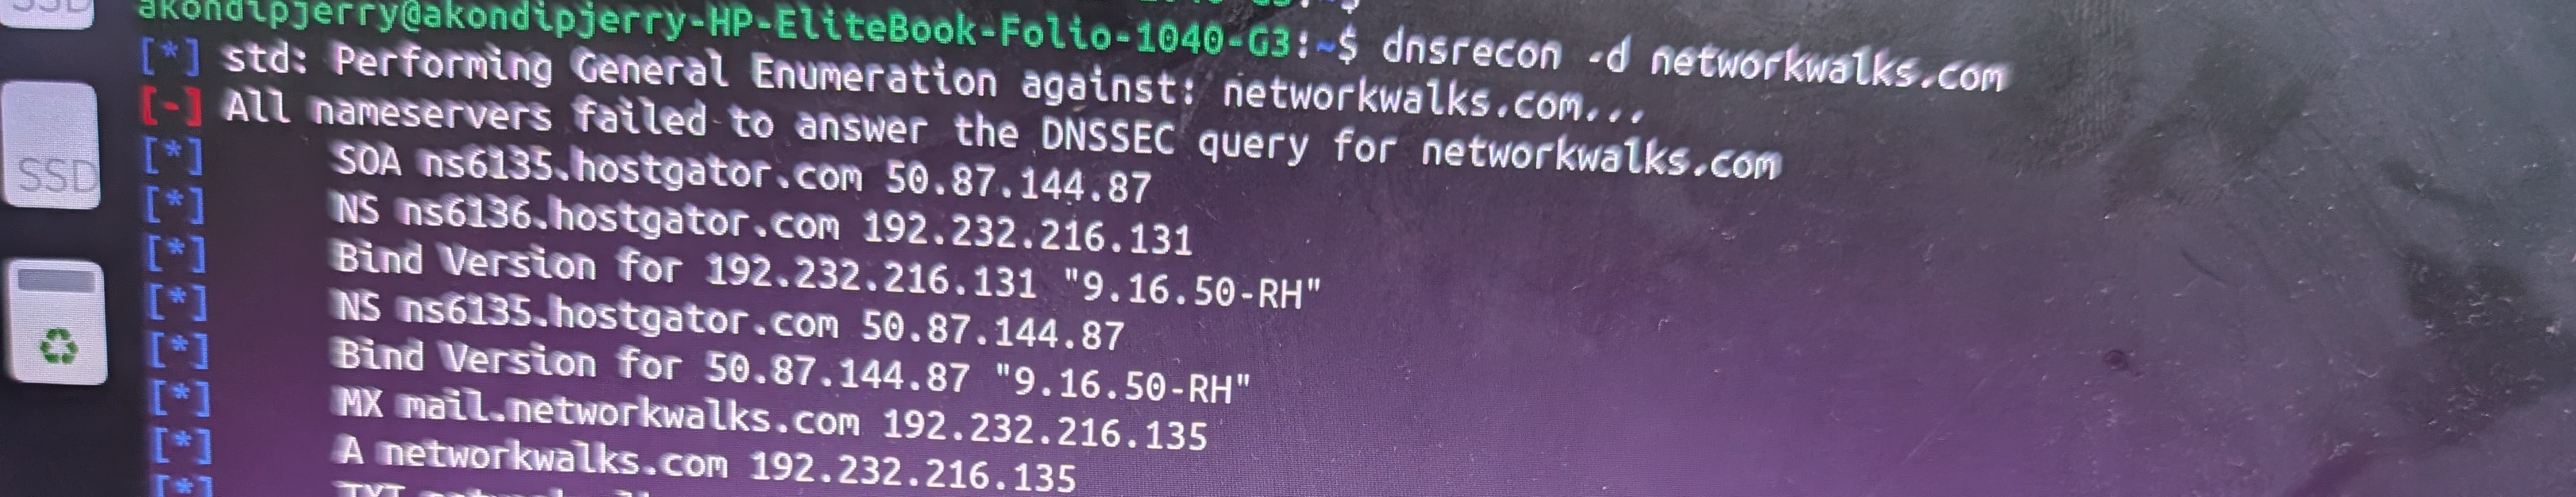 SSD
akondipjerry@akondipjerry-HP-EliteBook-Folio-1040-G3:~$ dnsrecon -d networkwalks.com
[*] std: Performing General Enumeration against: networkwalks.com...
[-] All nameservers failed to answer the DNSSEC query for networkwalks.com
[*] SOA ns6135.hostgator.com 50.87.144.87
[*] NS ns6136.hostgator.com 192.232.216.131
[*] Bind Version for 192.232.216.131 "9.16.50-RH"
[*] NS ns6135.hostgator.com 50.87.144.87
[*] Bind Version for 50.87.144.87 "9.16.50-RH"
[*] MX mail.networkwalks.com 192.232.216.135
[*] A networkwalks.com 192.232.216.135
[*] TXT
SSD